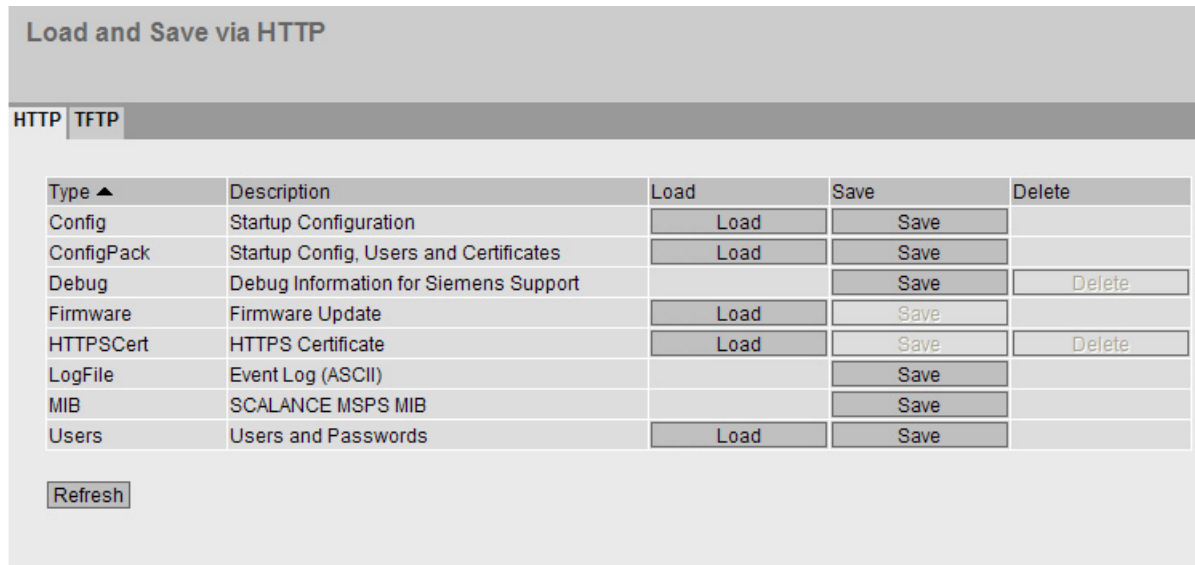 Load and Save via HTTP
HTTP TFTP
Type Description Load Save Delete
Config Startup Configuration Load Save
ConfigPack Startup Config, Users and Certificates Load Save
Debug Debug Information for Siemens Support Save Delete
Firmware Firmware Update Load Save
HTTPSCert HTTPS Certificate Load Save Delete
LogFile Event Log (ASCII) Save
MIB SCALANCE MSPS MIB Save
Users Users and Passwords Load Save
Refresh